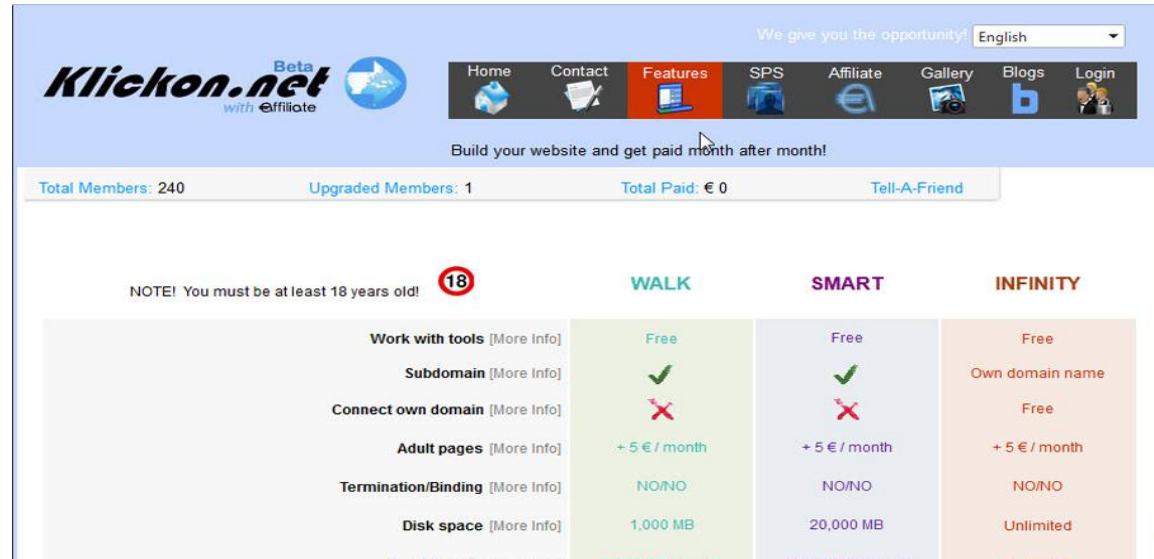 We give you the opportunity! English
Klickon.net Beta
with affiliate
Home Contact Features SPS Affiliate Gallery Blogs Login
Build your website and get paid month after month!
Total Members: 240 Upgraded Members: 1 Total Paid: € 0 Tell-A-Friend
NOTE! You must be at least 18 years old! 18 WALK SMART INFINITY
Work with tools [More Info] Free Free Free
Subdomain [More Info] Own domain name
Connect own domain [More Info] Free
Adult pages [More Info] + 5 € / month + 5 € / month + 5 € / month
Termination/Binding [More Info] NO/NO NO/NO NO/NO
Disk space [More Info] 1,000 MB 20,000 MB Unlimited